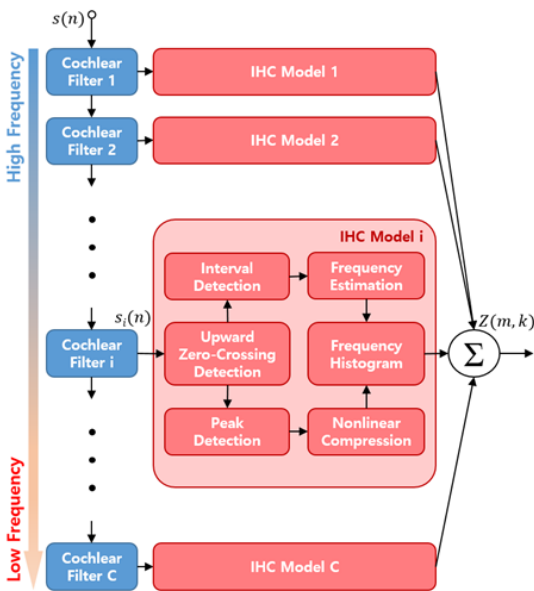 s(n)
High Frequency
Cochlear
Filter 1
IHC Model 1
Cochlear
Filter 2
IHC Model 2
IHC Model i
Interval
Detection
Frequency
Estimation
s_i(n)
Cochlear
Filter i
Upward
Zero-Crossing
Detection
Frequency
Histogram
Z(m, k)
Σ
Peak
Detection
Nonlinear
Compression
Low Frequency
Cochlear
Filter C
IHC Model C